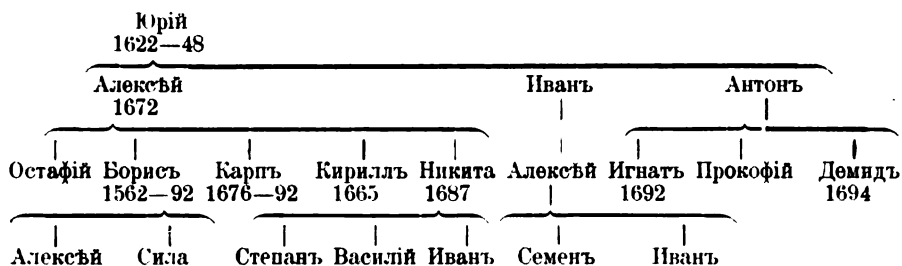 Юрій
1622—48
Алексѣй Иванъ Антонъ
1672
Остафій Борисъ Карпъ Кириллъ Никита Алексѣй Игнатъ Прокофій Демидъ
1562—92 1676—92 1665 1687 1692 1694
Алексѣй Сила Степанъ Василій Иванъ Семенъ Иванъ